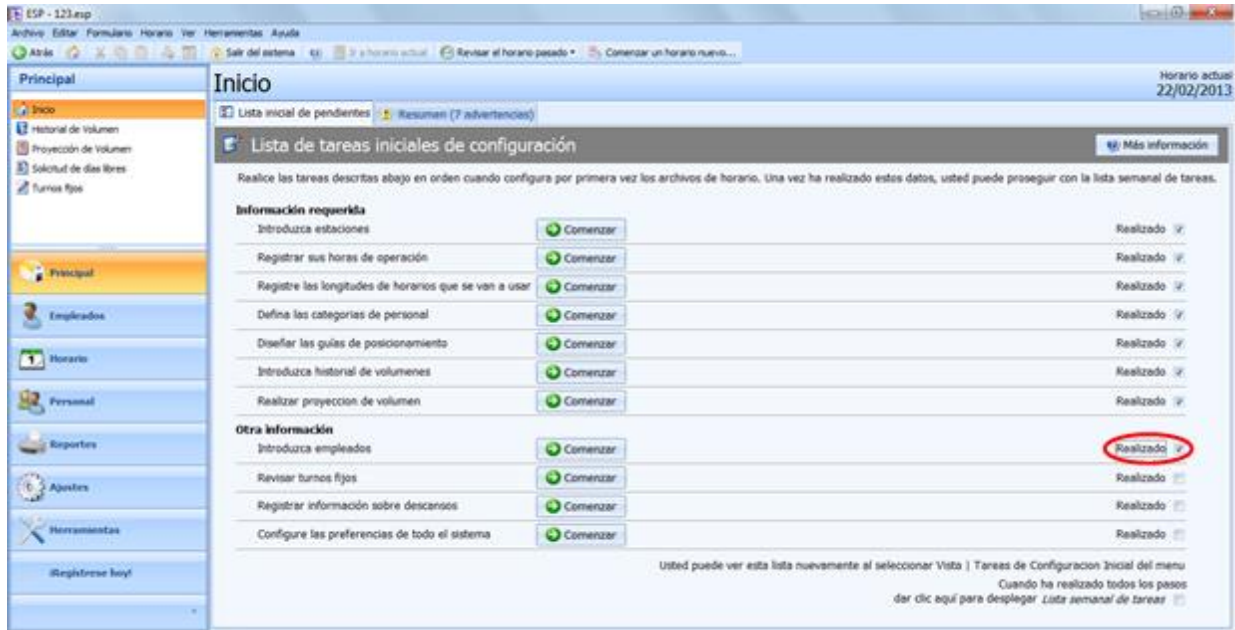 ESP - 123.esp
Archivo Editar Formulario Horario Ver Herramientas Ayuda
Atrás Salir del sistema Ir a horario actual Revisar el horario pasado Comenzar un horario nuevo...
Principal
Inicio
Historial de Volumen
Proyección de Volumen
Solicitud de días libres
Turnos fijos
Principal
Empleados
Horario
Personal
Reportes
Ajustes
Herramientas
¡Regístrese hoy!
Inicio
Horario actual
22/02/2013
Lista inicial de pendientes Resumen (7 advertencias)
Lista de tareas iniciales de configuración Más información
Realice las tareas descritas abajo en orden cuando configura por primera vez los archivos de horario. Una vez ha realizado estos datos, usted puede proseguir con la lista semanal de tareas.
Información requerida
Introduzca estaciones Comenzar Realizado
Registrar sus horas de operación Comenzar Realizado
Registre las longitudes de horarios que se van a usar Comenzar Realizado
Defina las categorias de personal Comenzar Realizado
Diseñar las guías de posicionamiento Comenzar Realizado
Introduzca historial de volumenes Comenzar Realizado
Realizar proyeccion de volumen Comenzar Realizado
Otra información
Introduzca empleados Comenzar Realizado
Revisar turnos fijos Comenzar Realizado
Registrar información sobre descansos Comenzar Realizado
Configure las preferencias de todo el sistema Comenzar Realizado
Usted puede ver esta lista nuevamente al seleccionar Vista | Tareas de Configuracion Inicial del menu
Cuando ha realizado todos los pasos
dar clic aquí para desplegar Lista semanal de tareas